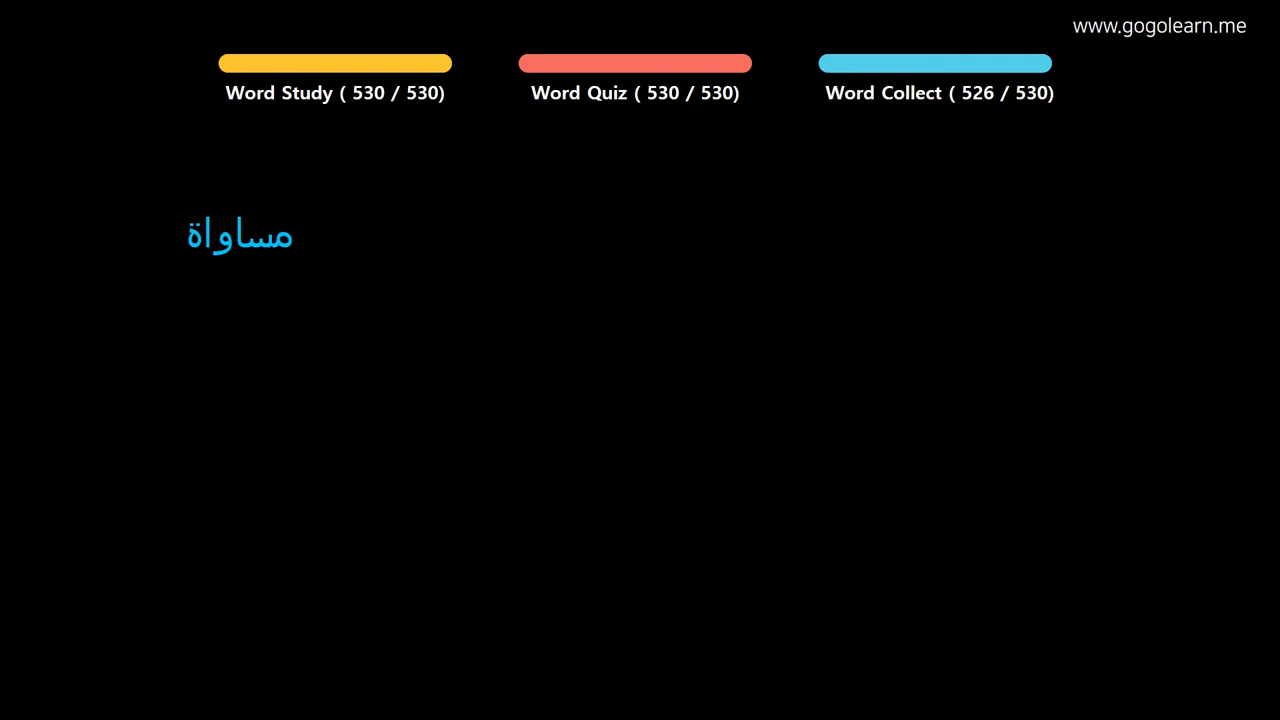 www.gogolearn.me
Word Study ( 530 / 530)
Word Quiz ( 530 / 530)
Word Collect ( 526 / 530)
مساواة